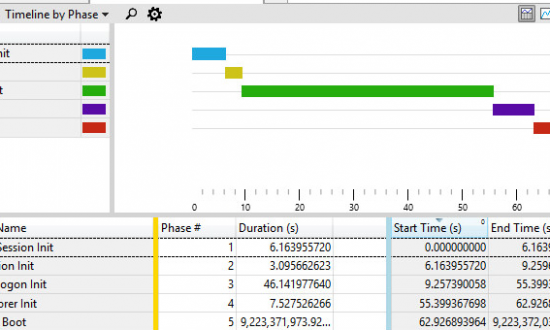 Timeline by Phase
nit
t
0 10 20 30 40 50 60
Name Phase # Duration (s) Start Time (s) End Time (s)
Session Init 1 6.163955720 0.000000000 6.1639
ion Init 2 3.095662623 6.163955720 9.2596
ogon Init 3 46.141977640 9.257390058 55.3993
orer Init 4 7.527526266 55.399367698 62.9268
Boot 5 9,223,371,973.92... 62.926893964 9,223,372,03